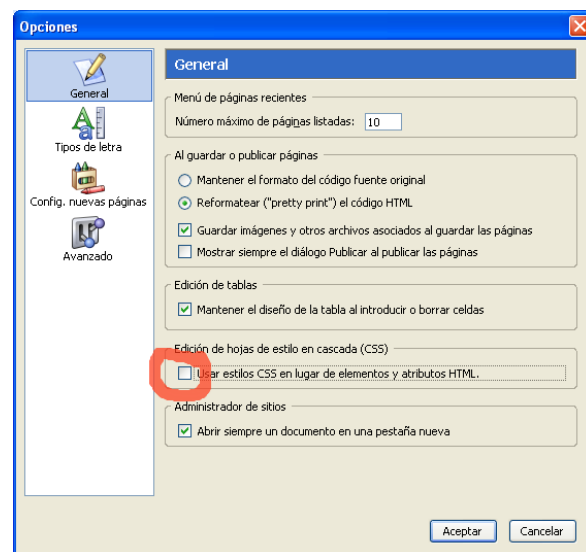 Opciones
General
Tipos de letra
Config. nuevas páginas
Avanzado
General
Menú de páginas recientes
Número máximo de páginas listadas: 10
Al guardar o publicar páginas
Mantener el formato del código fuente original
Reformatear ("pretty print") el código HTML
Guardar imágenes y otros archivos asociados al guardar las páginas
Mostrar siempre el diálogo Publicar al publicar las páginas
Edición de tablas
Mantener el diseño de la tabla al introducir o borrar celdas
Edición de hojas de estilo en cascada (CSS)
Usar estilos CSS en lugar de elementos y atributos HTML.
Administrador de sitios
Abrir siempre un documento en una pestaña nueva
Aceptar
Cancelar